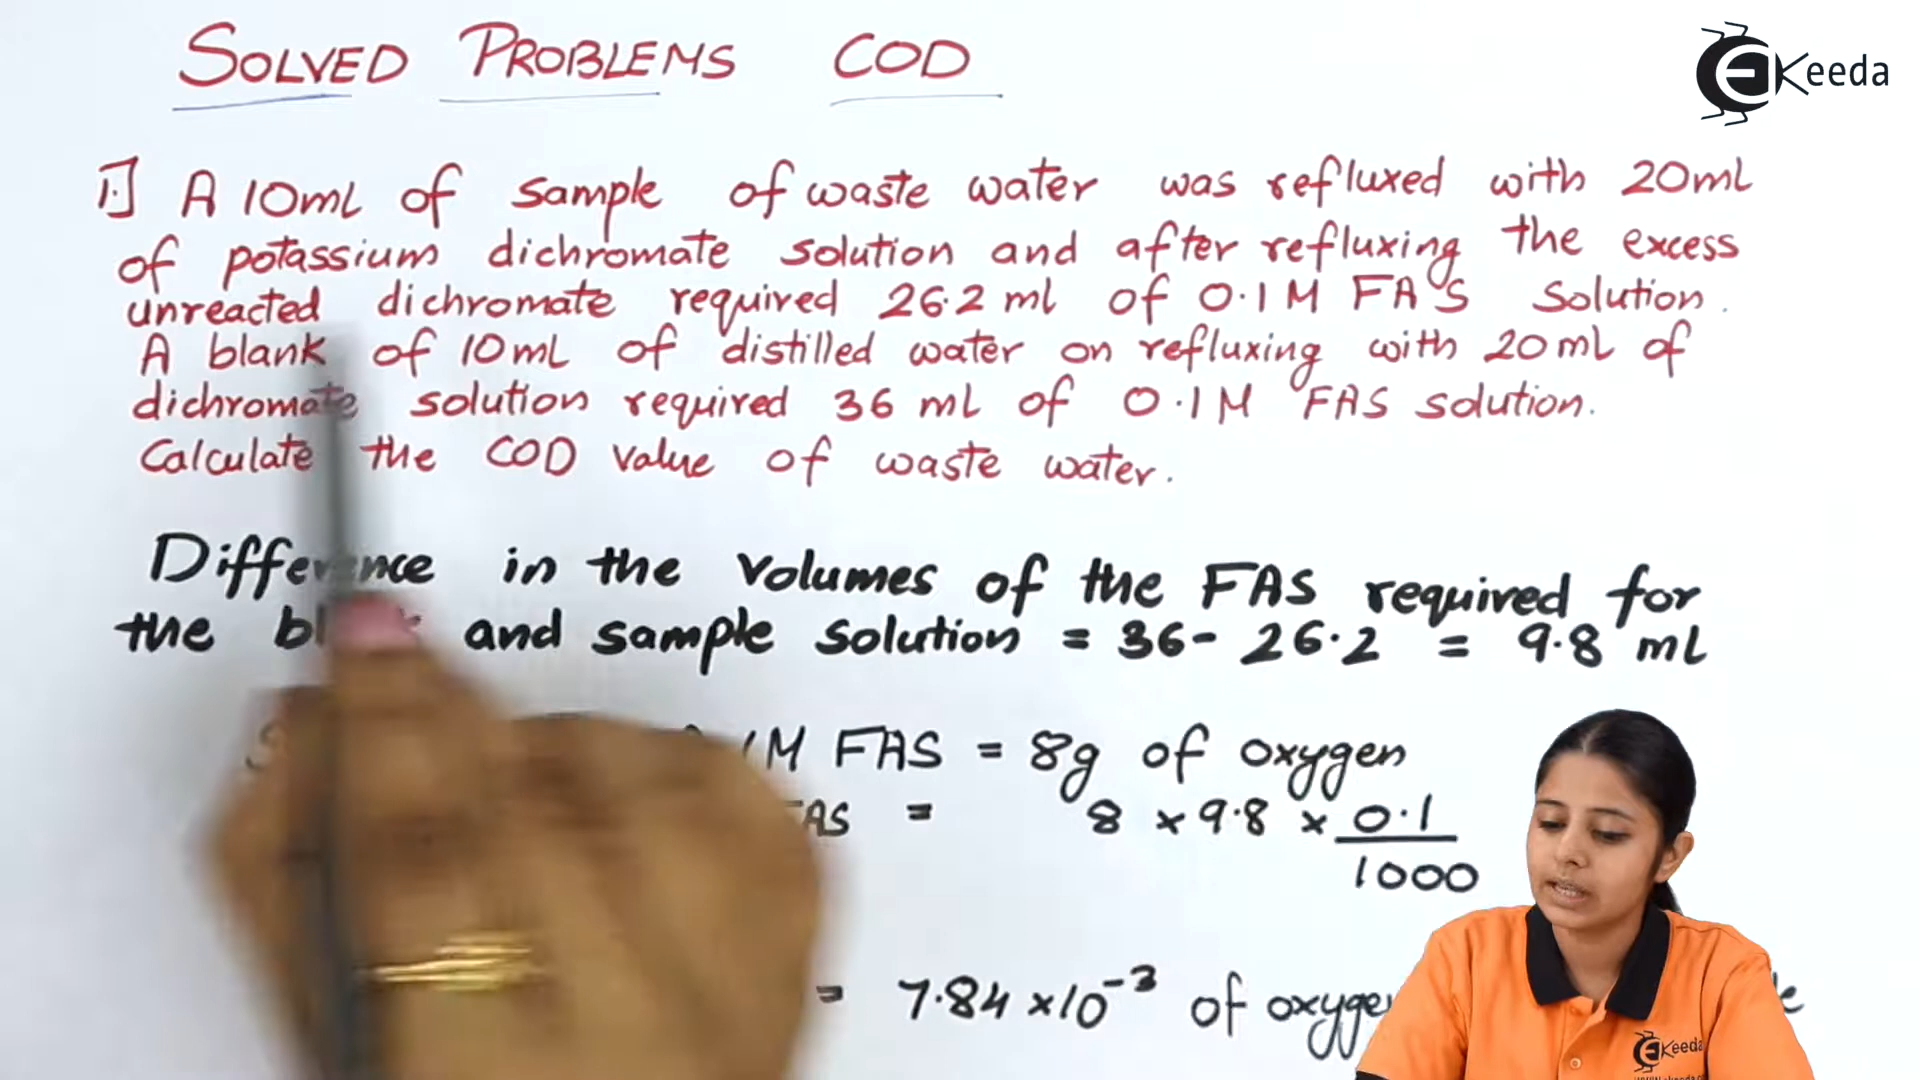 SOLVED PROBLEMS COD
Keeda
1.] A 10ml of sample of waste water was refluxed with 20ml
of potassium dichromate solution and after refluxing the excess
unreacted dichromate required 26.2 ml of 0.1M FAS solution.
A blank of 10ml of distilled water on refluxing with 20ml of
dichromate solution required 36 ml of 0.1M FAS solution.
Calculate the COD value of waste water.
Difference in the volumes of the FAS required for
the and sample solution = 36 - 26.2 = 9.8 ml
1M FAS = 8g of oxygen
FAS = 8 x 9.8 x 0.1
1000
= 7.84 x 10⁻³ of oxygen
Keeda